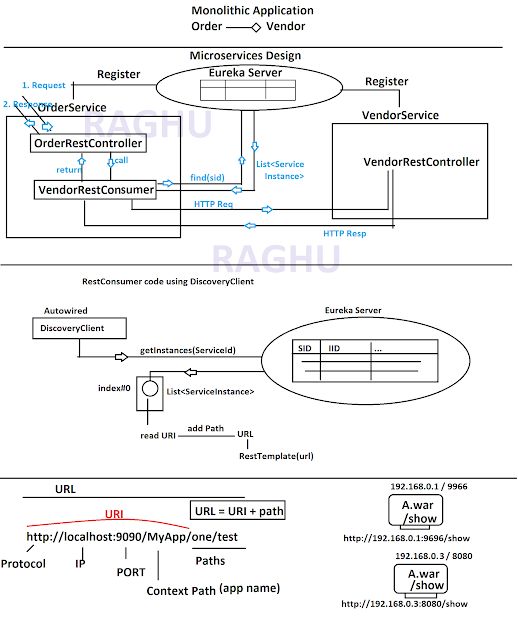 Monolithic Application
Order Vendor
Microservices Design
Register
Eureka Server
Register
1. Request
2. Response
OrderService
VendorService
RAGHU
OrderRestController
VendorRestController
return
call
List<Service
Instance>
VendorRestConsumer
find(sid)
HTTP Req
HTTP Resp
RAGHU
RestConsumer code using DiscoveryClient
Autowired
Eureka Server
DiscoveryClient
getInstances(ServiceId)
SID IID ...
index#0
List<ServiceInstance>
read URI
add Path
URL
RestTemplate(url)
URL
URI
URL = URI + path
http://localhost:9090/MyApp/one/test
Protocol
IP
PORT
Paths
Context Path (app name)
192.168.0.1 / 9966
A.war
/show
http://192.168.0.1:9696/show
192.168.0.3 / 8080
A.war
/show
http://192.168.0.3:8080/show